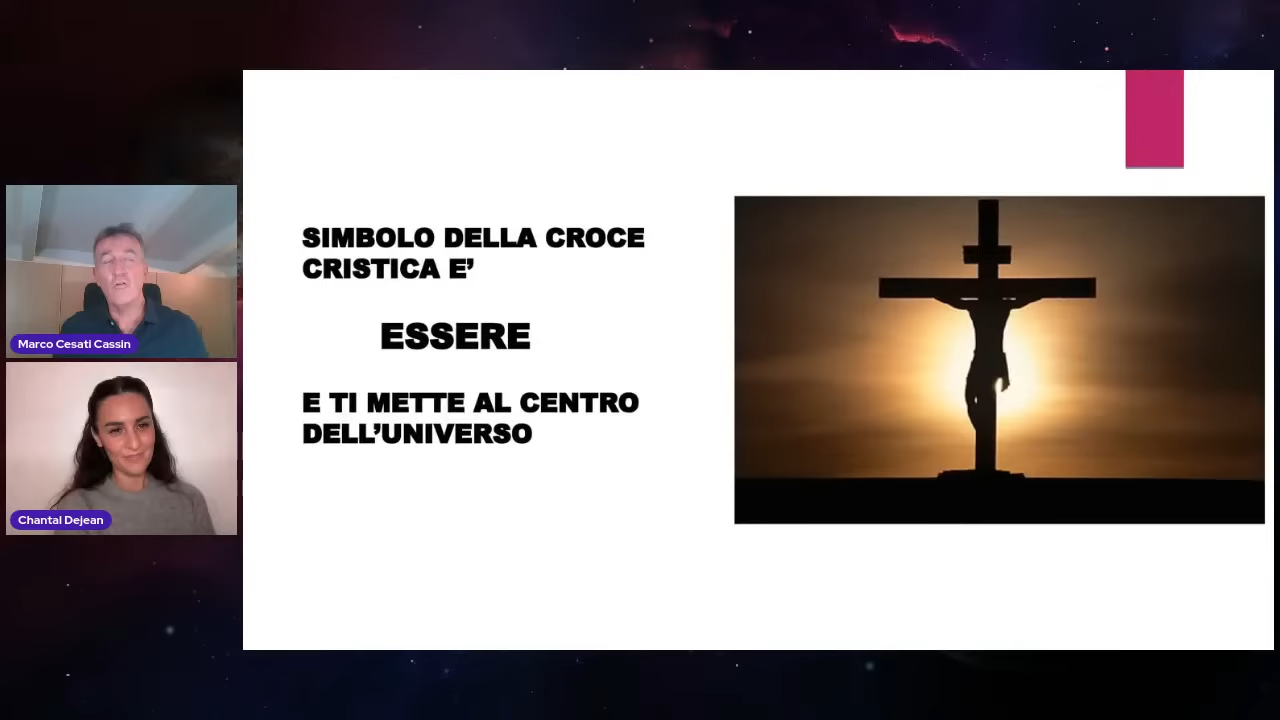 Marco Cesati Cassin
Chantal Dejean
SIMBOLO DELLA CROCE
CRISTICA E’
ESSERE
E TI METTE AL CENTRO
DELL’UNIVERSO